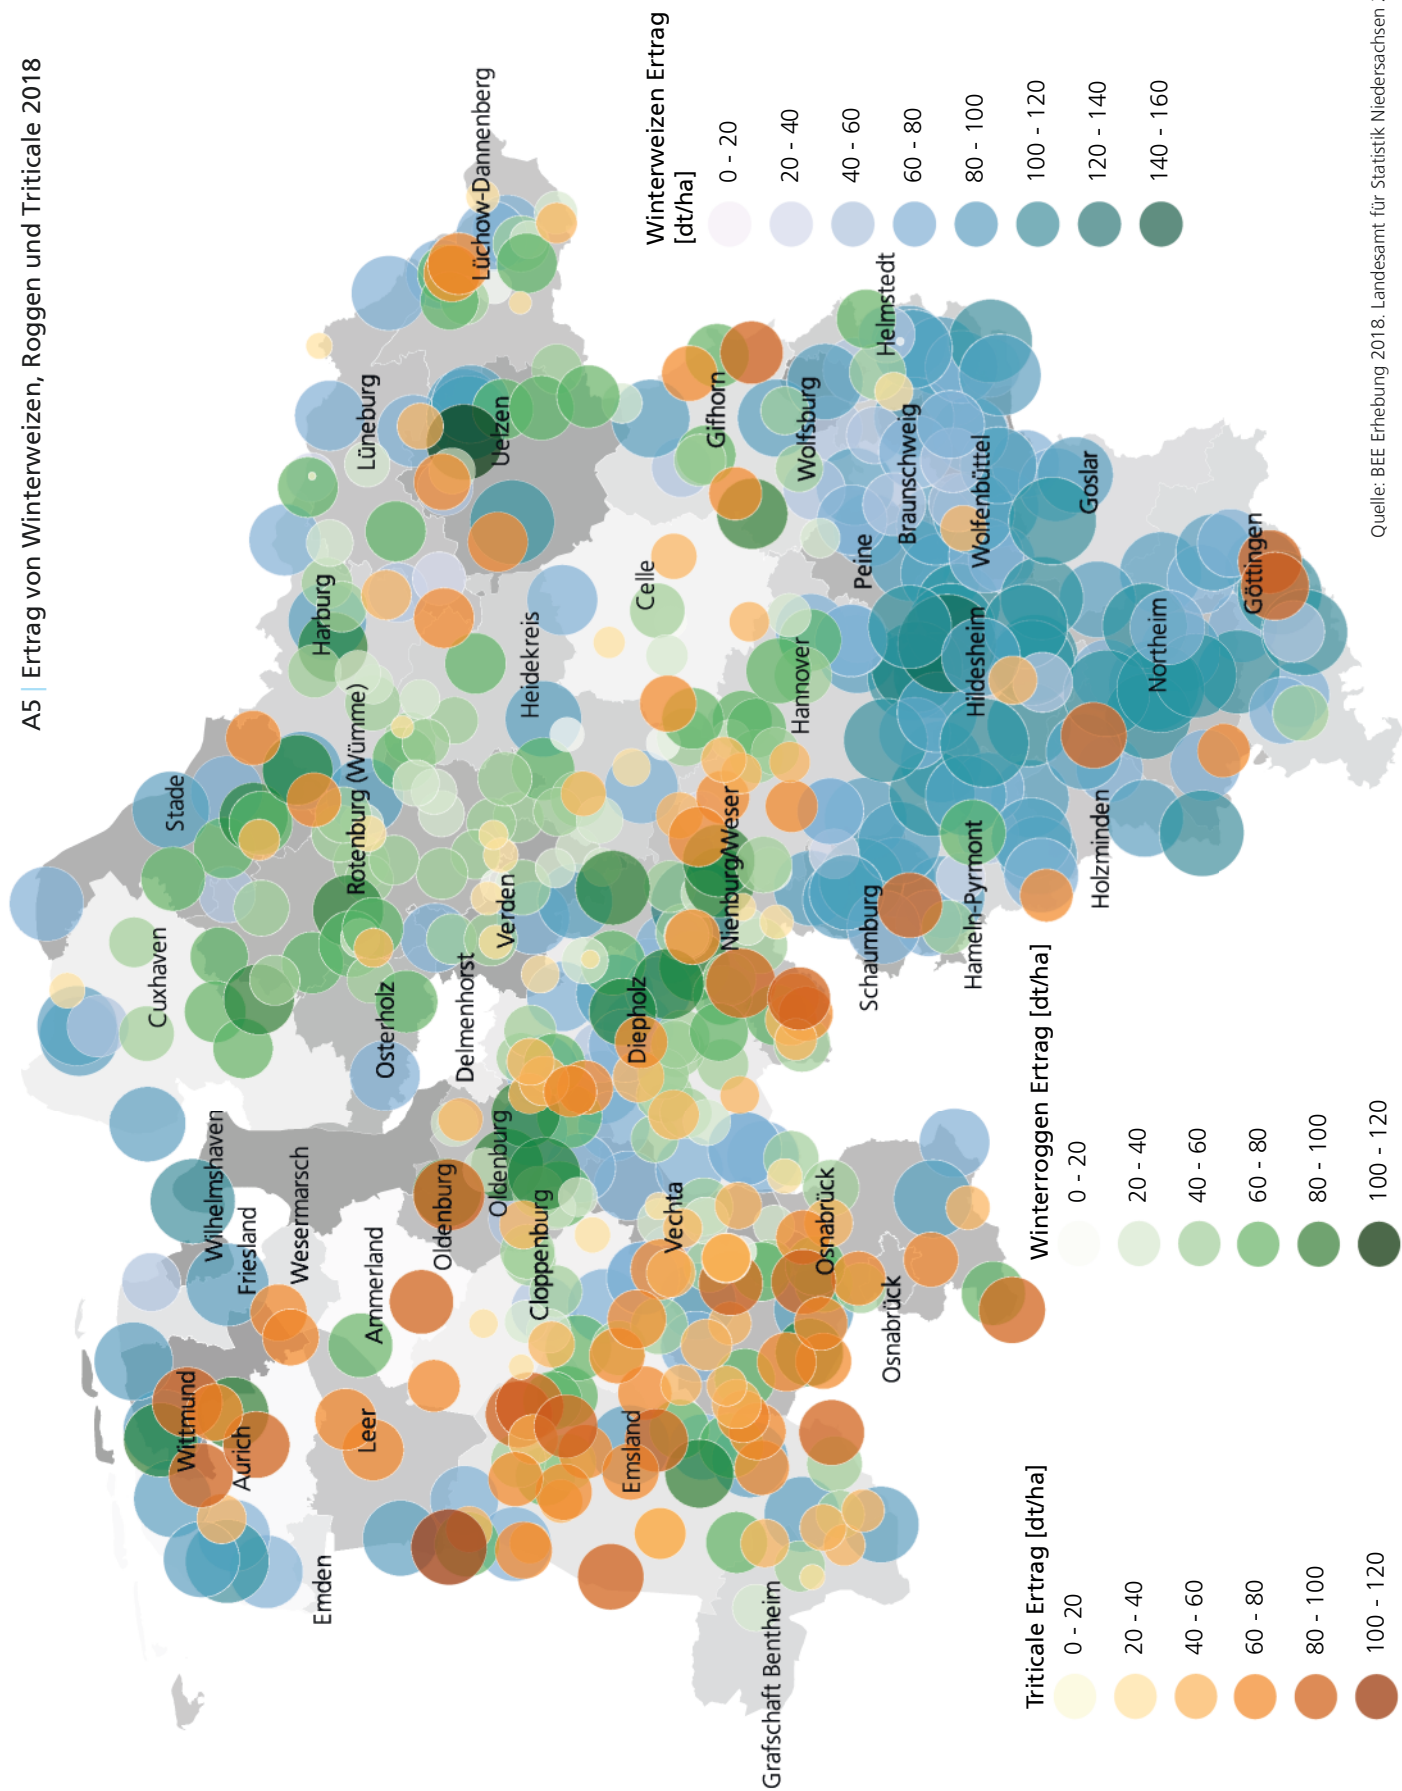 A5 | Ertrag von Winterweizen, Roggen und Triticale 2018
Cuxhaven
Stade
Wilhelmshaven
Wittmund
Friesland
Aurich
Wesermarsch
Emden
Leer
Ammerland
Osterholz
Rotenburg (Wümme)
Harburg
Lüneburg
Lüchow-Dannenberg
Oldenburg
Delmenhorst
Oldenburg
Verden
Heidekreis
Uelzen
Cloppenburg
Emsland
Vechta
Diepholz
Nienburg/Weser
Celle
Gifhorn
Grafschaft Bentheim
Osnabrück
Osnabrück
Hannover
Wolfsburg
Peine
Helmstedt
Braunschweig
Schaumburg
Hameln-Pyrmont
Hildesheim
Wolfenbüttel
Holzminden
Goslar
Northeim
Göttingen
Winterweizen Ertrag
[dt/ha]
0 - 20
20 - 40
40 - 60
60 - 80
80 - 100
100 - 120
120 - 140
140 - 160
Triticale Ertrag [dt/ha]
0 - 20
20 - 40
40 - 60
60 - 80
80 - 100
100 - 120
Winterroggen Ertrag [dt/ha]
0 - 20
20 - 40
40 - 60
60 - 80
80 - 100
100 - 120
Quelle: BEE Erhebung 2018. Landesamt für Statistik Niedersachsen